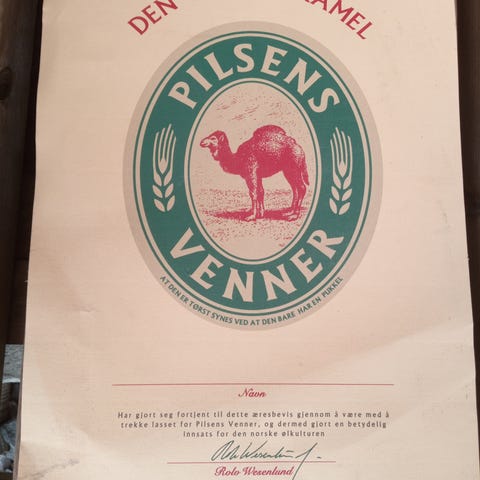 DEN
KAMEL
PILSENS
VENNER
AT DEN ER TØRST SYNES VED AT DEN BARE HAR EN PUKKEL
Navn
Har gjort seg fortjent til dette æresbevis gjennom å være med å
trekke lasset for Pilsens Venner, og dermed gjort en betydelig
innsats for den norske ølkulturen
Rolv Wesenlund